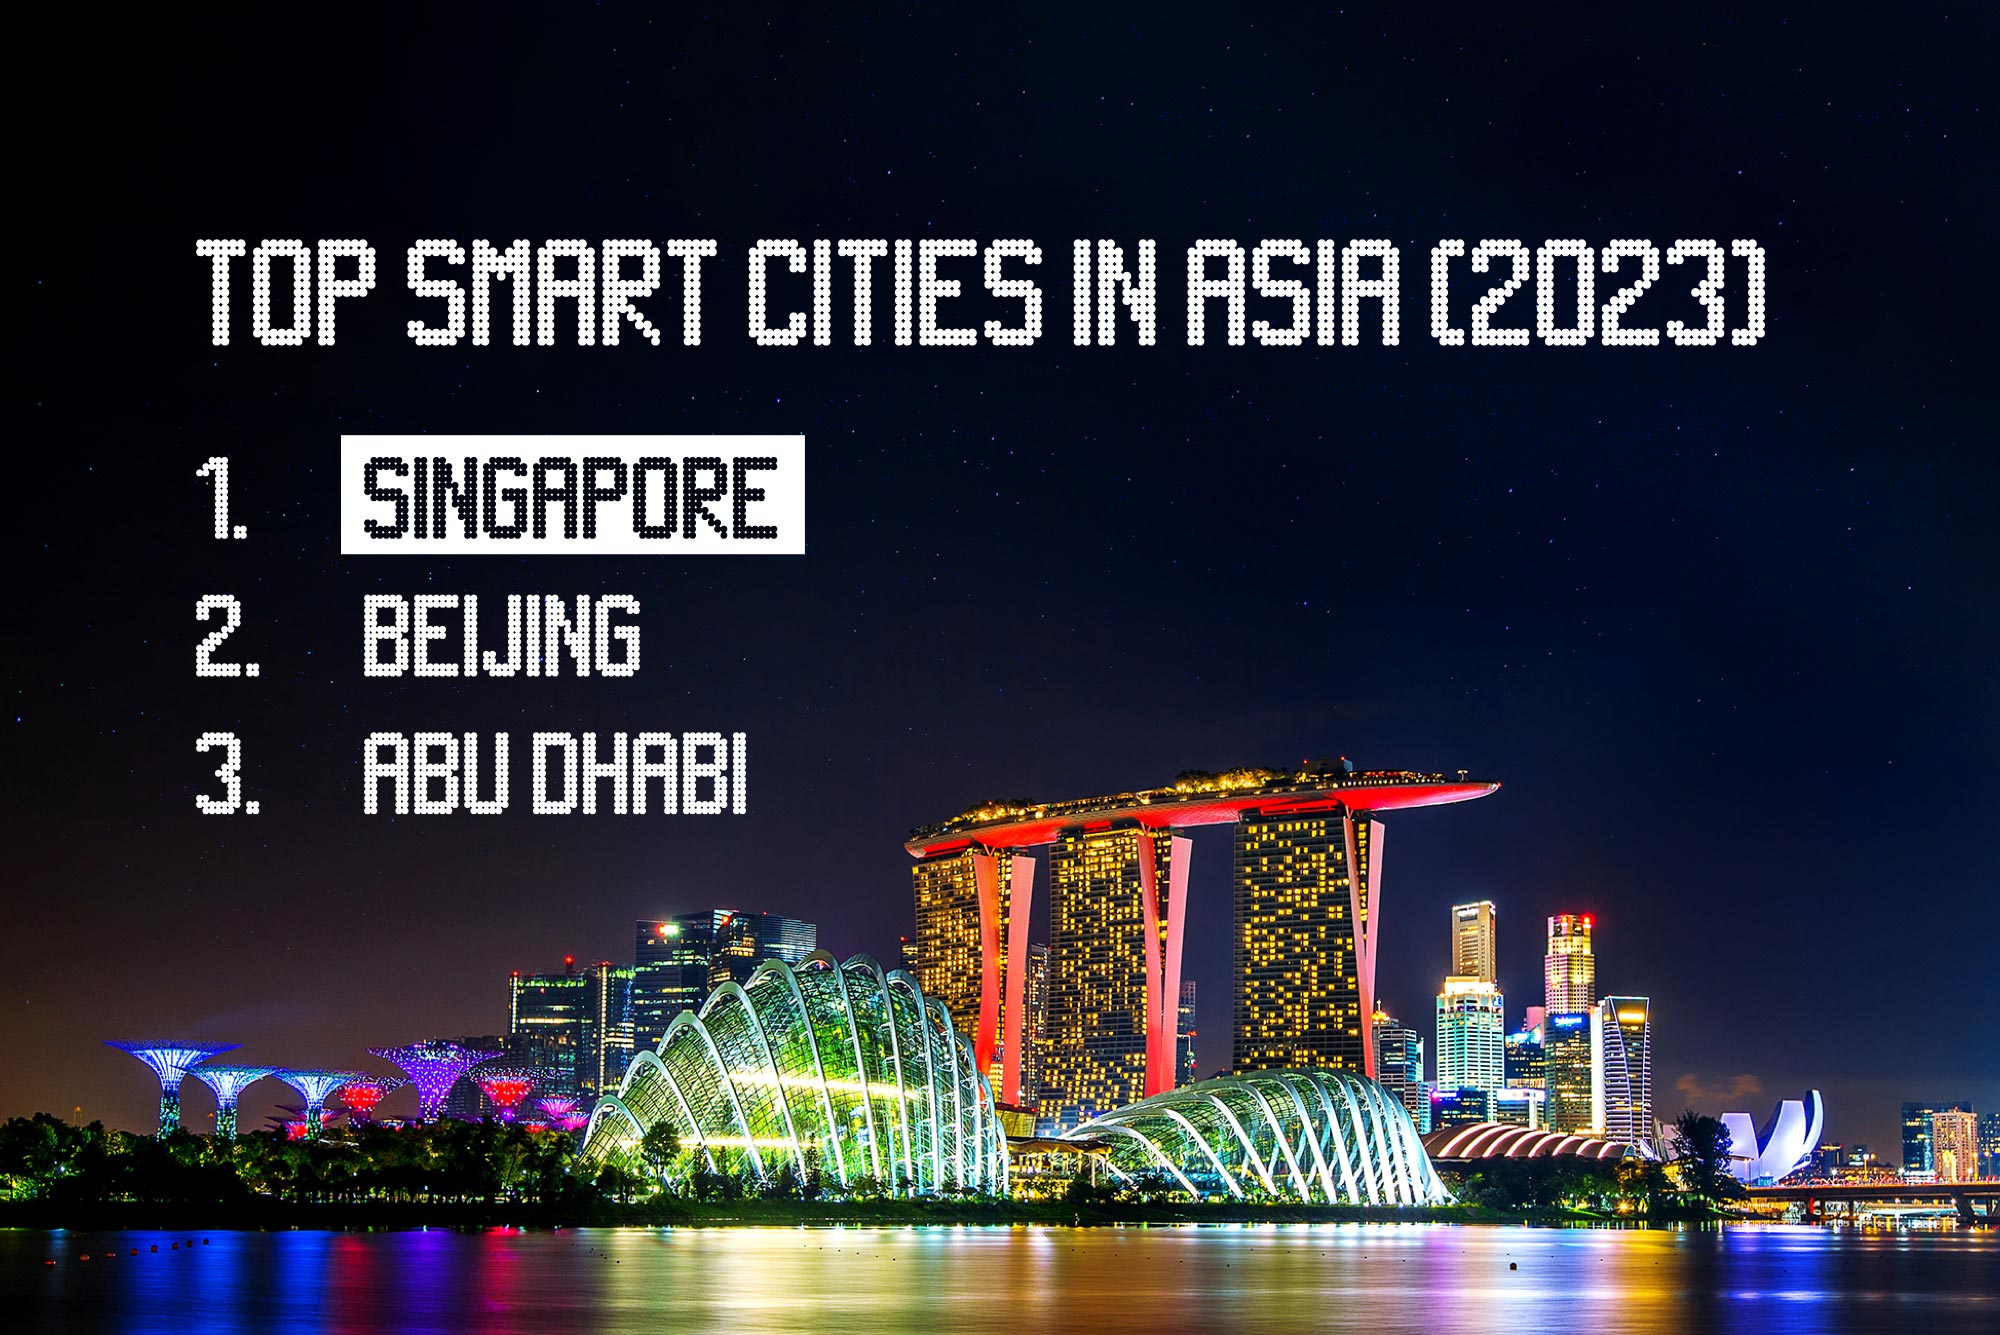 TOP SMART CITIES IN ASIA (2023)
1. SINGAPORE
2. BEIJING
3. ABU DHABI